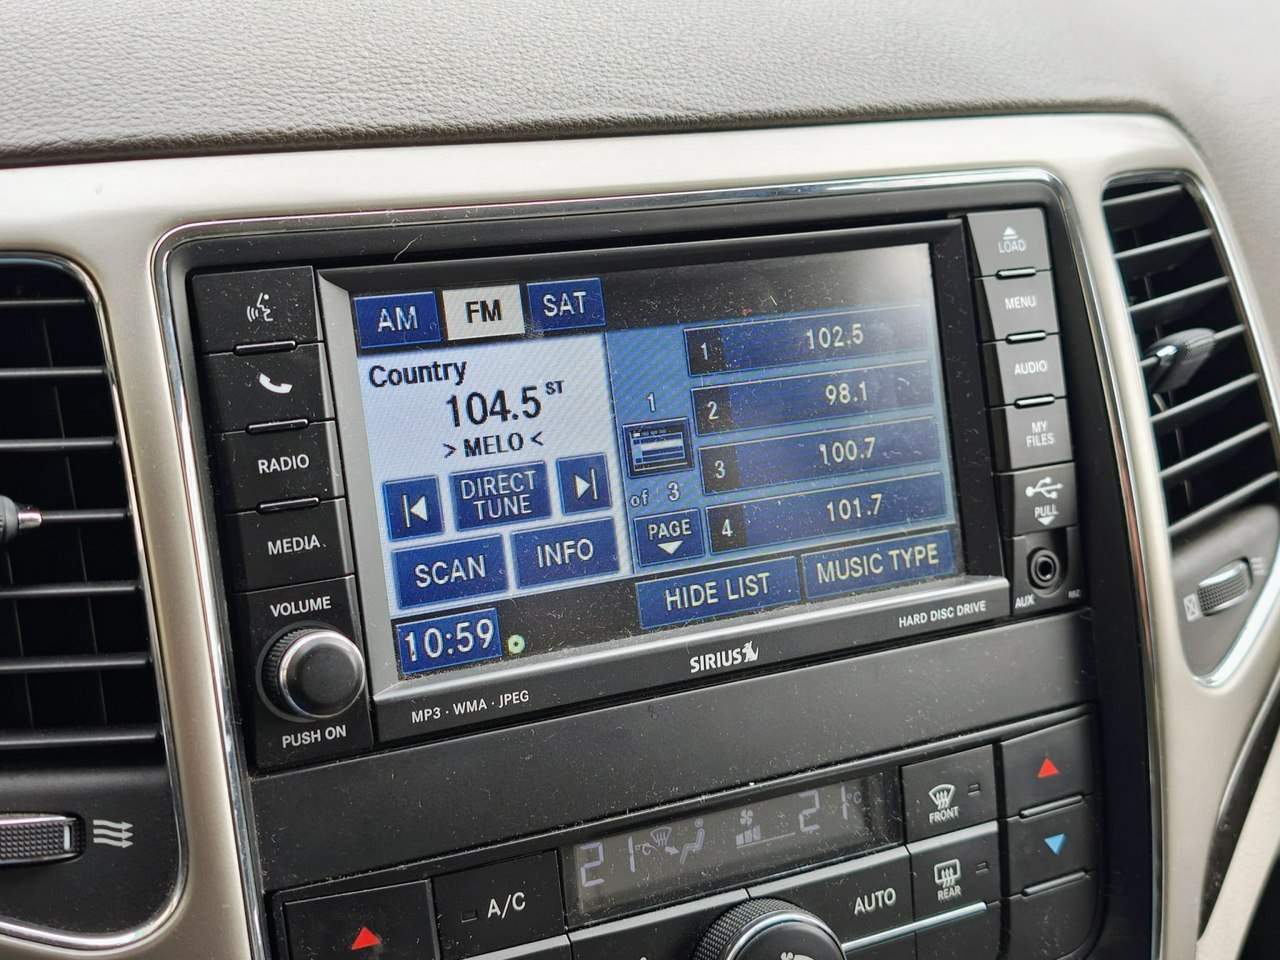 LOAD
MENU
AUDIO
MY
FILES
PULL
AUX
RADIO
MEDIA
VOLUME
PUSH ON
AM
FM
SAT
Country
104.5 ST
> MELO <
DIRECT
TUNE
SCAN
INFO
10:59
1
of 3
PAGE
1 102.5
2 98.1
3 100.7
4 101.7
HIDE LIST
MUSIC TYPE
MP3 · WMA · JPEG
SIRIUS
HARD DISC DRIVE
21°C
21°C
FRONT
A/C
AUTO
REAR